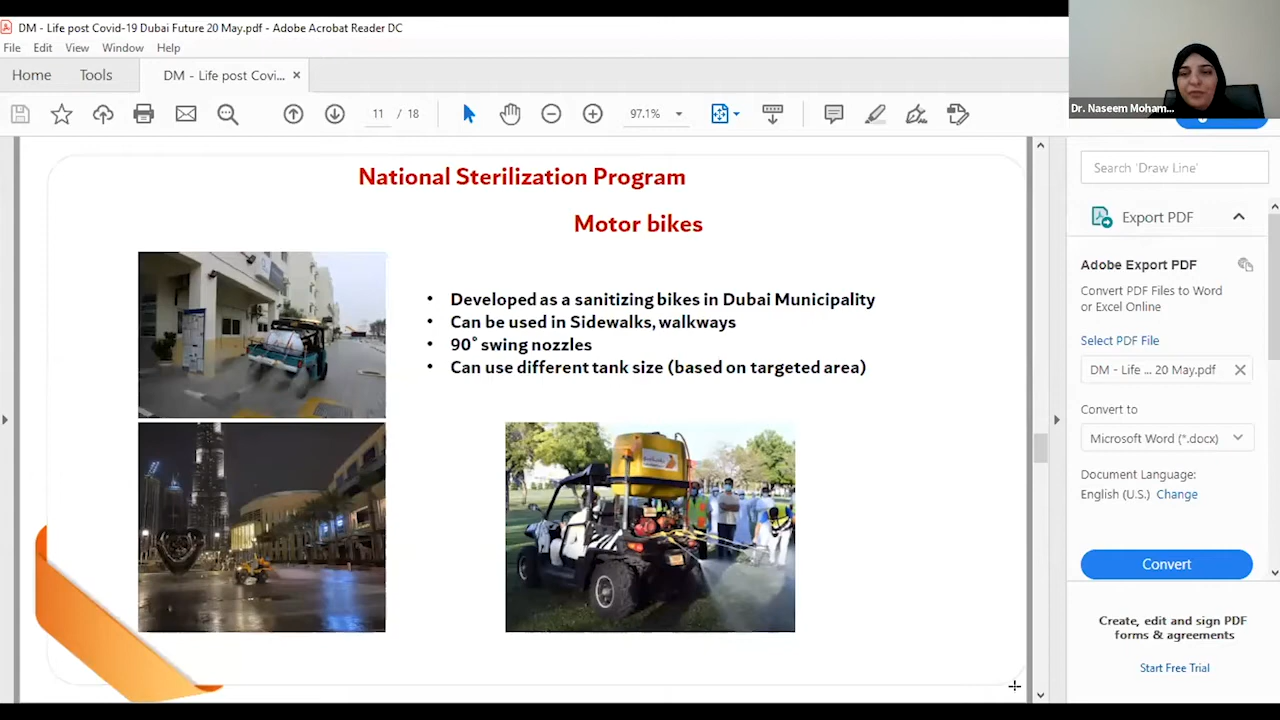 DM - Life post Covid-19 Dubai Future 20 May.pdf - Adobe Acrobat Reader DC
File Edit View Window Help
Home Tools DM - Life post Covi... ×
11 / 18 97.1%
Dr. Naseem Moham...
National Sterilization Program
Motor bikes
• Developed as a sanitizing bikes in Dubai Municipality
• Can be used in Sidewalks, walkways
• 90° swing nozzles
• Can use different tank size (based on targeted area)
Search 'Draw Line'
Export PDF
Adobe Export PDF
Convert PDF Files to Word
or Excel Online
Select PDF File
DM - Life ... 20 May.pdf
Convert to
Microsoft Word (*.docx)
Document Language:
English (U.S.) Change
Convert
Create, edit and sign PDF
forms & agreements
Start Free Trial